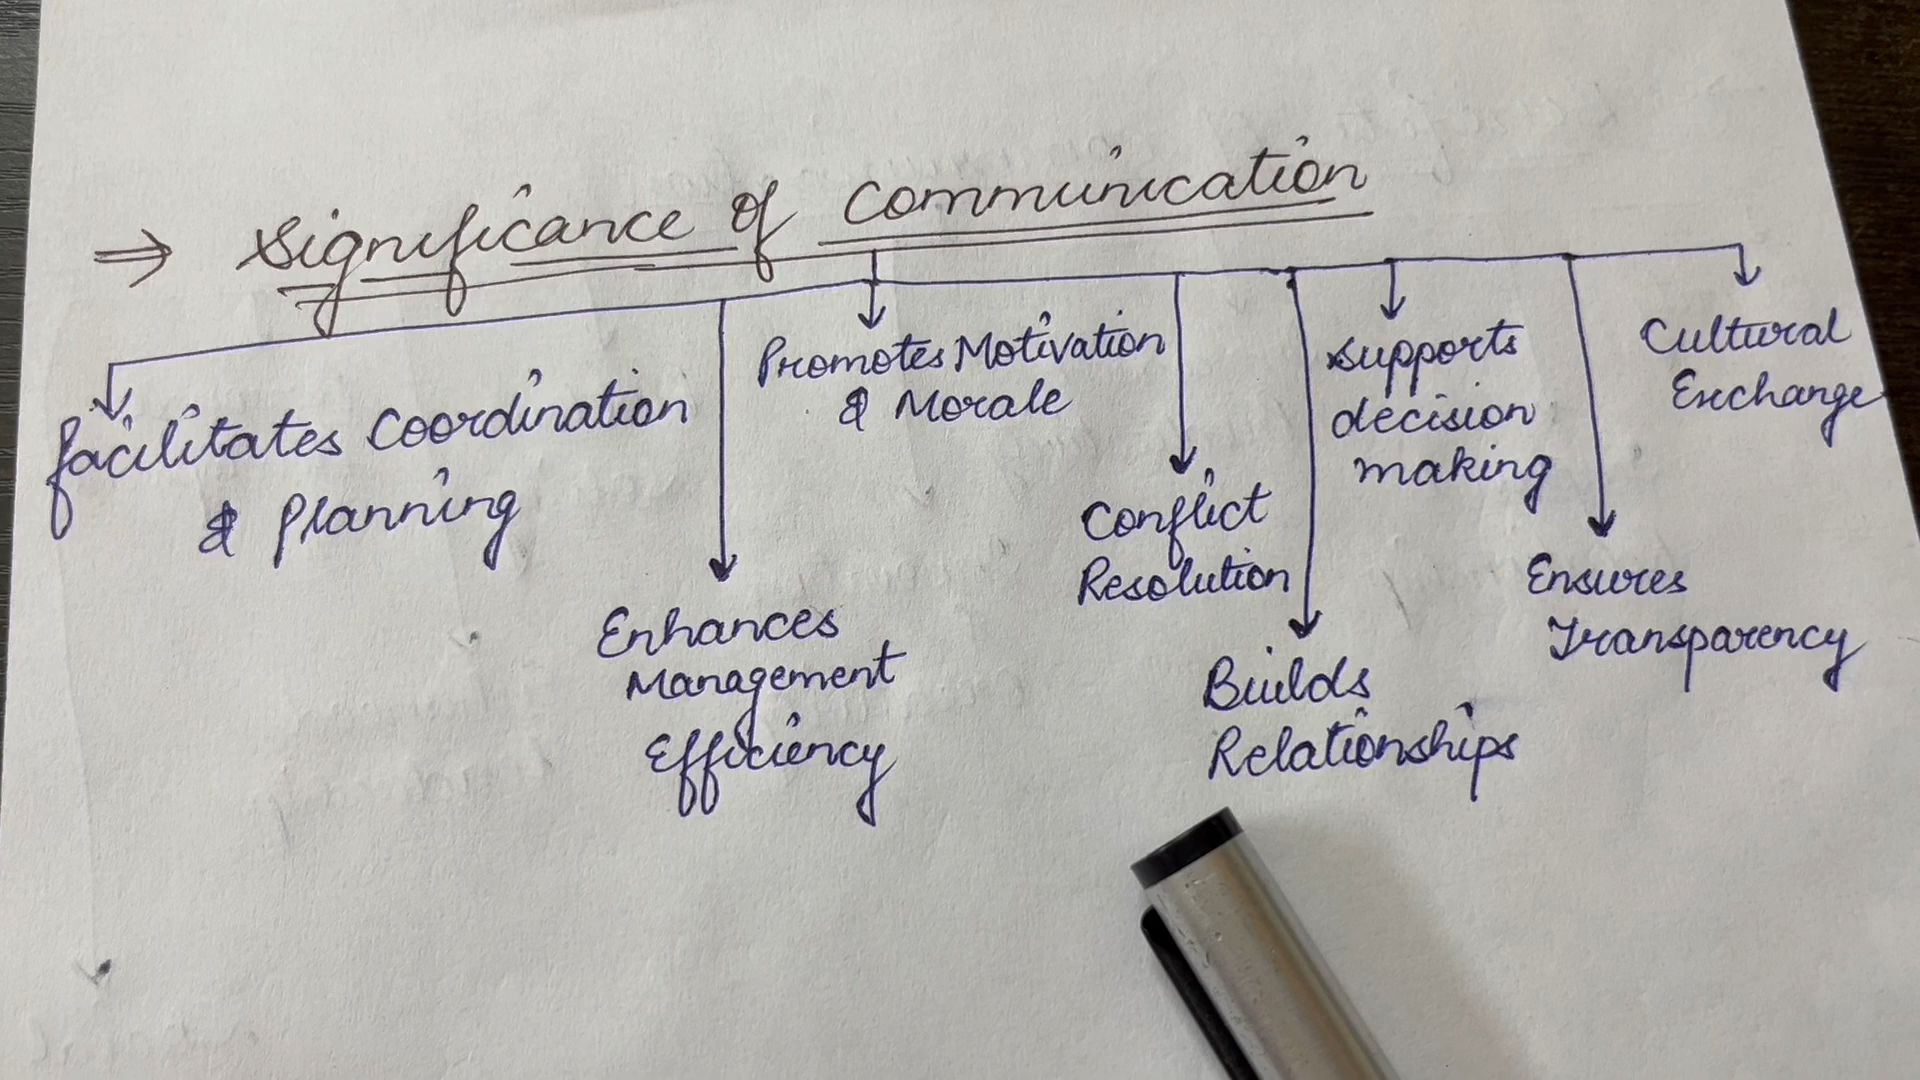 ⇒ Significance of Communication
facilitates Coordination
& Planning
Enhances
Management
Efficiency
Promotes Motivation
& Morale
Conflict
Resolution
Builds
Relationships
Supports
decision
making
Ensures
Transparency
Cultural
Exchange